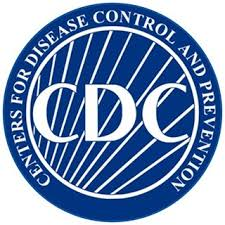 CENTERS FOR DISEASE CONTROL AND PREVENTION
CDC